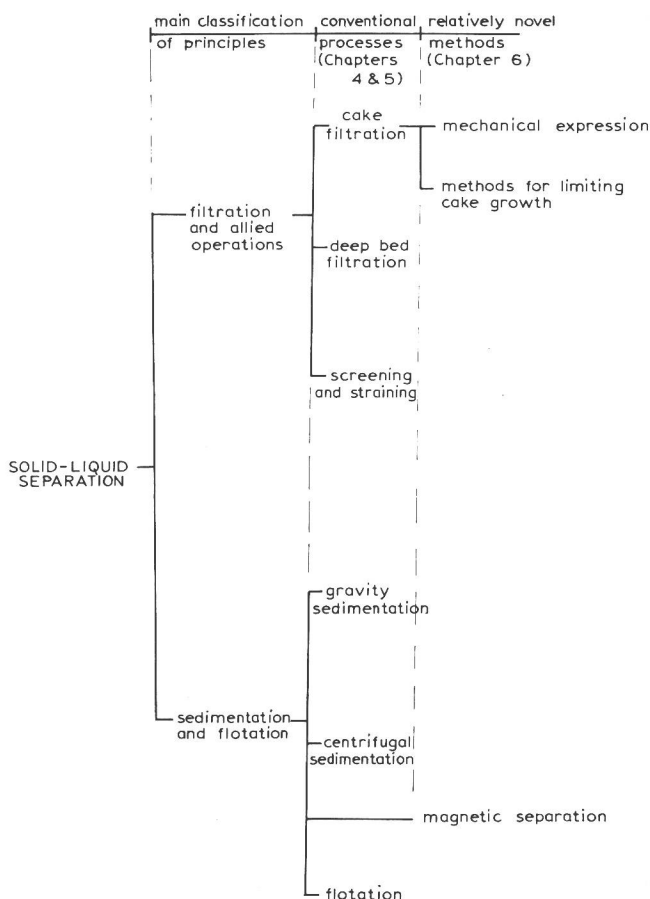 main classification
of principles
conventional
processes
(Chapters
4 & 5)
relatively novel
methods
(Chapter 6)
cake
filtration
mechanical expression
methods for limiting
cake growth
filtration
and allied
operations
deep bed
filtration
screening
and straining
SOLID-LIQUID
SEPARATION
gravity
sedimentation
sedimentation
and flotation
centrifugal
sedimentation
magnetic separation
flotation